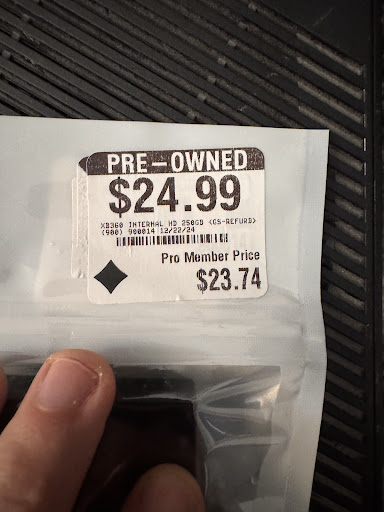 PRE-OWNED
$24.99
XB360 INTERNAL HD 250GB <GS-REFURB>
(900) 900014 12/22/24
Pro Member Price
$23.74